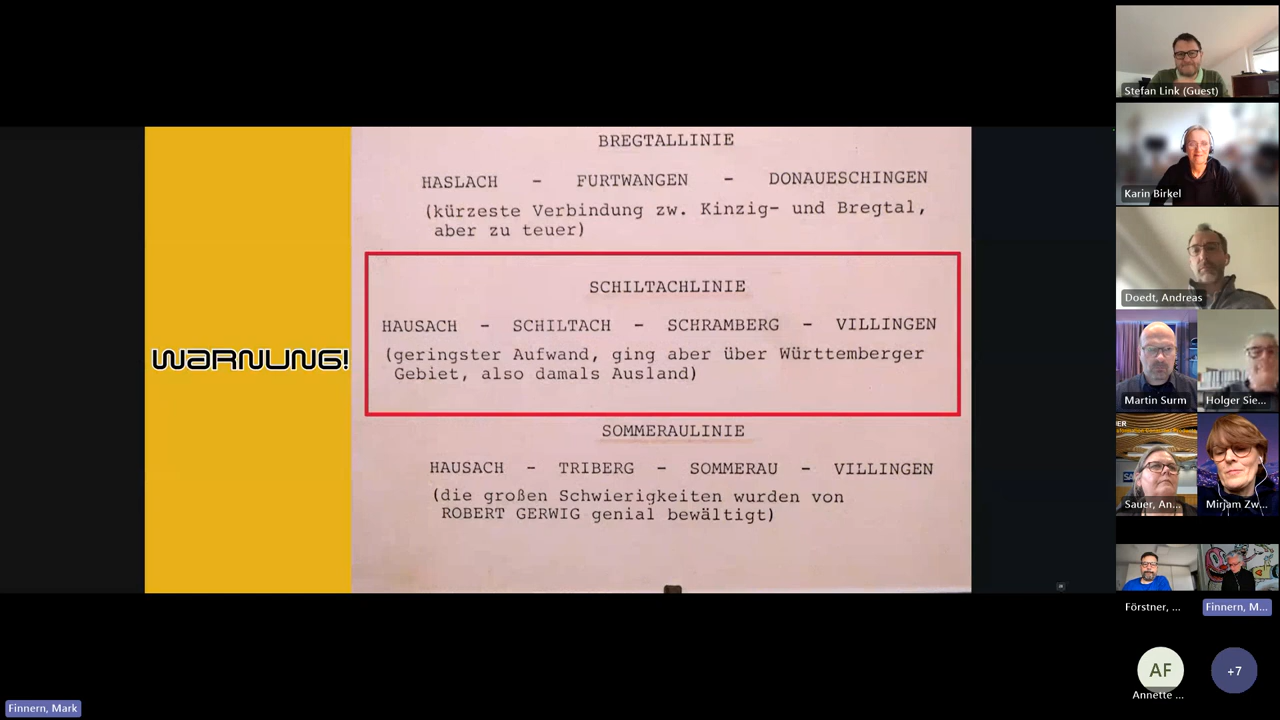 WARNUNG!
BREGTALLINIE
HASLACH - FURTWANGEN - DONAUESCHINGEN
(kürzeste Verbindung zw. Kinzig- und Bregtal,
aber zu teuer)
SCHILTACHLINIE
HAUSACH - SCHILTACH - SCHRAMBERG - VILLINGEN
(geringster Aufwand, ging aber über Württemberger
Gebiet, also damals Ausland)
SOMMERAULINIE
HAUSACH - TRIBERG - SOMMERAU - VILLINGEN
(die großen Schwierigkeiten wurden von
ROBERT GERWIG genial bewältigt)
Stefan Link (Guest)
Karin Birkel
Doedt, Andreas
Martin Surm
Holger Sie...
Sauer, An...
Mirjam Zw...
Förstner, ...
Finnern, M...
AF
Annette ...
+7
Finnern, Mark